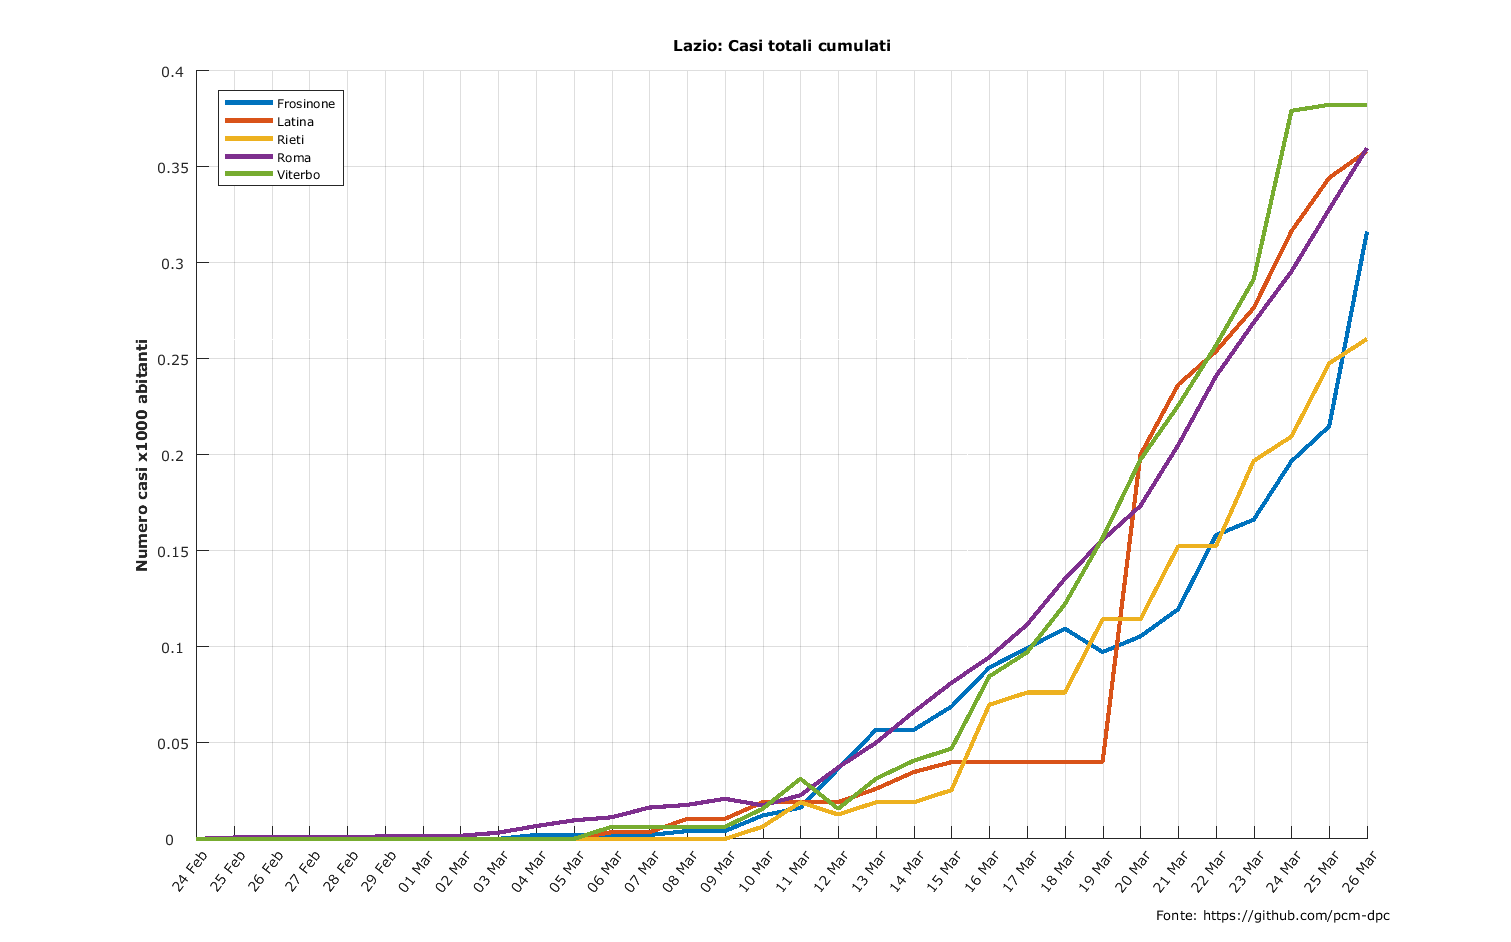 Lazio: Casi totali cumulati
Numero casi x1000 abitanti
0.4
0.35
0.3
0.25
0.2
0.15
0.1
0.05
0
Frosinone
Latina
Rieti
Roma
Viterbo
24 Feb
25 Feb
26 Feb
27 Feb
28 Feb
29 Feb
01 Mar
02 Mar
03 Mar
04 Mar
05 Mar
06 Mar
07 Mar
08 Mar
09 Mar
10 Mar
11 Mar
12 Mar
13 Mar
14 Mar
15 Mar
16 Mar
17 Mar
18 Mar
19 Mar
20 Mar
21 Mar
22 Mar
23 Mar
24 Mar
25 Mar
26 Mar
Fonte: https://github.com/pcm-dpc